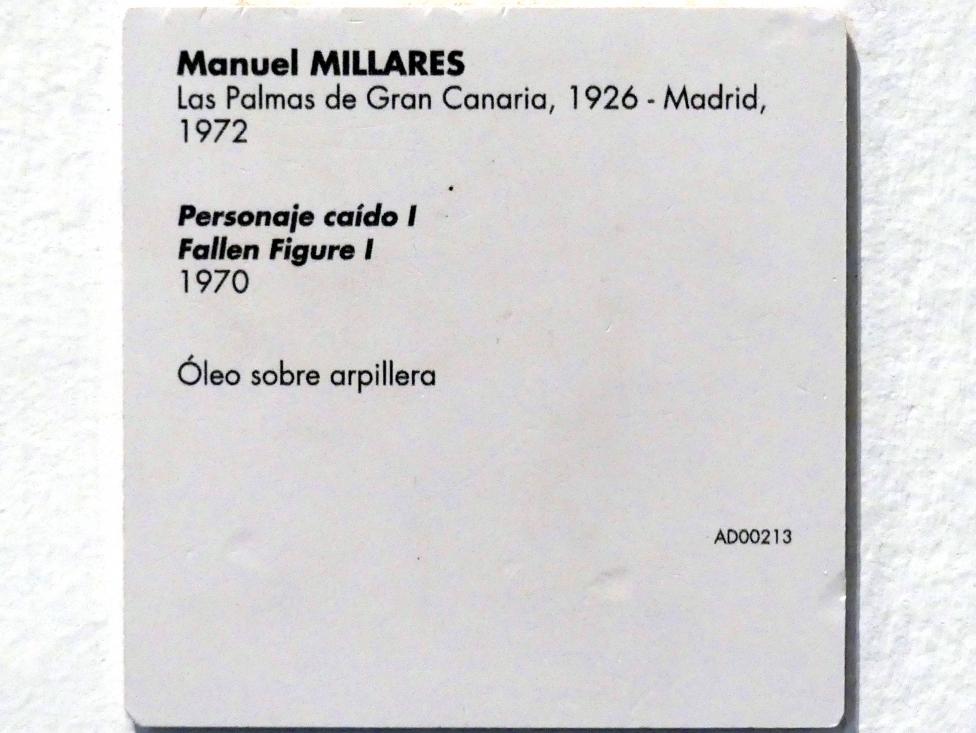 Manuel MILLARES
Las Palmas de Gran Canaria, 1926 - Madrid,
1972
Personaje caído I
Fallen Figure I
1970
Óleo sobre arpillera
AD00213